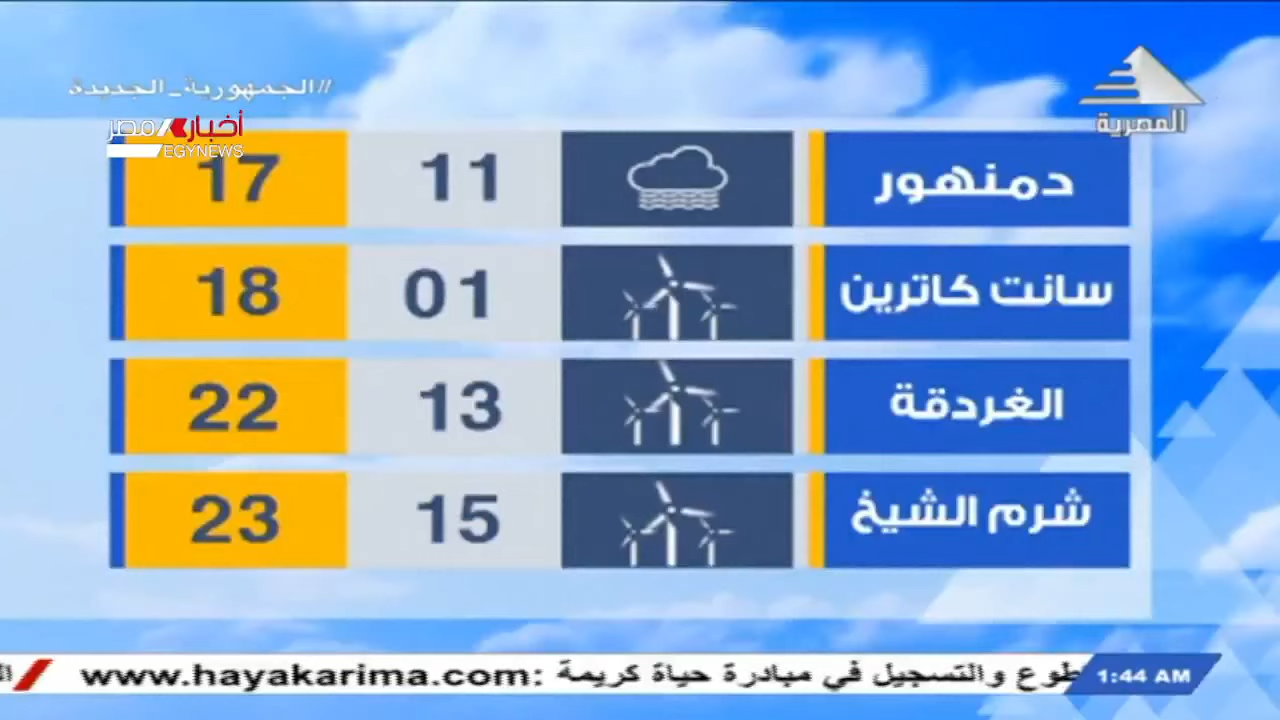 #الجمهورية_الجديدة
المصرية
أخبار مصر
EGYNEWS
دمنهور 11 17
سانت كاترين 01 18
الغردقة 13 22
شرم الشيخ 15 23
1:44 AM
والتسجيل في مبادرة حياة كريمة: www.hayakarima.com